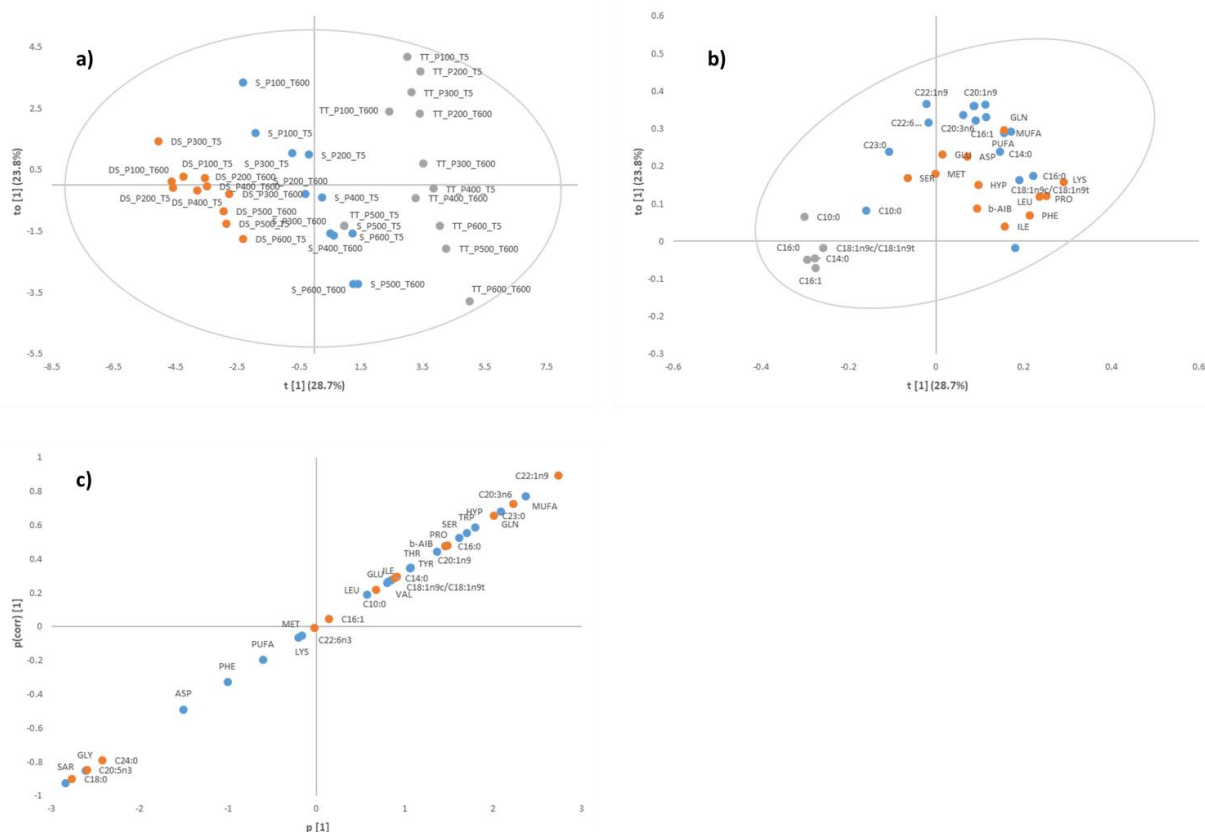 a)
4.5
2.5
0.5
-1.5
-3.5
-5.5
-8.5
-6.5
-4.5
-2.5
-0.5
1.5
3.5
5.5
7.5
to [1] (23.8%)
t [1] (28.7%)
TT_P100_T5
TT_P200_T5
S_P100_T600
TT_P300_T5
TT_P100_T600
TT_P200_T600
S_P100_T5
DS_P300_T5
S_P200_T5
DS_P100_T5
S_P300_T5
TT_P300_T600
DS_P100_T600
DS_P200_T600
S_P200_T600
DS_P400_T600
TT_P400_T5
DS_P200_T5
DS_P400_T5
DS_P300_T600
S_P400_T5
TT_P400_T600
DS_P500_T600
S_P300_T600
TT_P500_T5
DS_P500_T5
S_P500_T5
TT_P600_T5
DS_P600_T5
S_P600_T5
S_P400_T600
TT_P500_T600
S_P600_T600
S_P500_T600
TT_P600_T600
b)
0.6
0.5
0.4
0.3
0.2
0.1
0
-0.1
-0.2
-0.3
-0.6
-0.4
-0.2
0
0.2
0.4
0.6
to [1] (23.8%)
t [1] (28.7%)
C22:1n9
C20:1n9
GLN
C22:6...
C20:3n6
C16:1
MUFA
PUFA
C23:0
GLU
ASP
C14:0
SER
MET
HYP
C16:0
LYS
C18:1n9c/C18:1n9t
C10:0
b-AIB
LEU
PRO
C10:0
PHE
ILE
C16:0
C18:1n9c/C18:1n9t
C14:0
C16:1
c)
1
0.8
0.6
0.4
0.2
0
-0.2
-0.4
-0.6
-0.8
-1
-3
-2
-1
0
1
2
3
p(corr) [1]
p [1]
C22:1n9
C20:3n6
MUFA
HYP
C23:0
TRP
SER
GLN
PRO
b-AIB
C16:0
THR
C20:1n9
TYR
GLU
ILE
C14:0
C18:1n9c/C18:1n9t
LEU
VAL
C10:0
C16:1
MET
C22:6n3
PUFA
LYS
PHE
ASP
GLY
C24:0
SAR
C20:5n3
C18:0